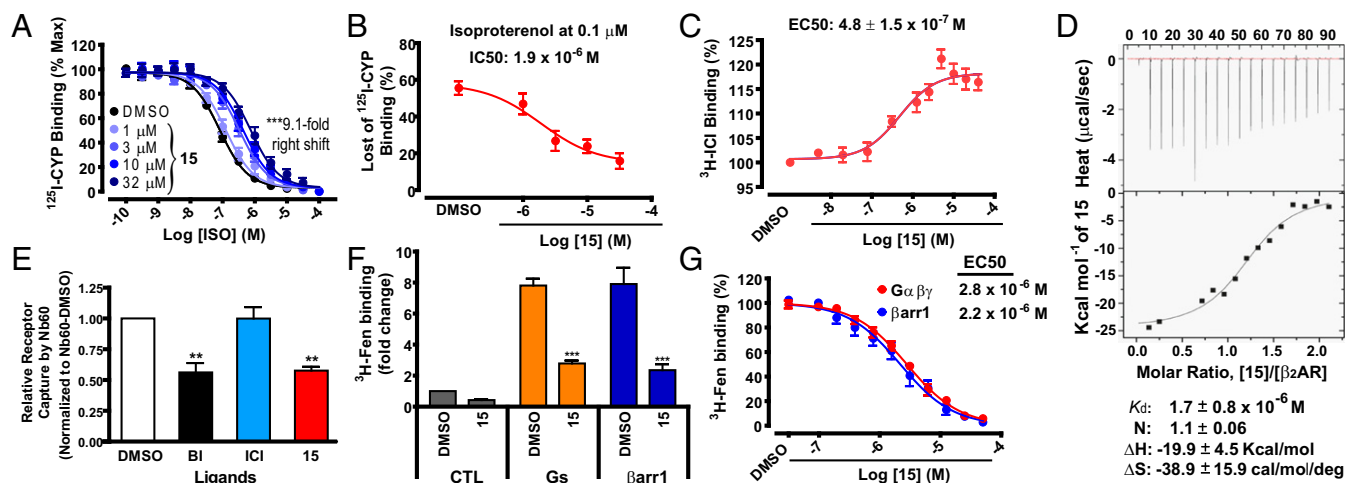 A
125I-CYP Binding (% Max)
120
100
80
60
40
20
0
DMSO
1 μM
3 μM
10 μM
32 μM
15
***9.1-fold
right shift
-10
-9
-8
-7
-6
-5
-4
Log [ISO] (M)
B
Isoproterenol at 0.1 μM
IC50: 1.9 x 10-6 M
Lost of 125I-CYP
Binding (%)
80
60
40
20
0
DMSO
-6
-5
-4
Log [15] (M)
C
EC50: 4.8 ± 1.5 x 10-7 M
3H-ICI Binding (%)
125
120
115
110
105
100
95
DMSO
-8
-7
-6
-5
-4
Log [15] (M)
D
0 10 20 30 40 50 60 70 80 90
Heat (μcal/sec)
0
-2
-4
Kcal mol-1 of 15
0
-5
-10
-15
-20
-25
0.0 0.5 1.0 1.5 2.0
Molar Ratio, [15]/[β2AR]
Kd: 1.7 ± 0.8 x 10-6 M
N: 1.1 ± 0.06
ΔH: -19.9 ± 4.5 Kcal/mol
ΔS: -38.9 ± 15.9 cal/mol/deg
E
Relative Receptor
Capture by Nb60
(Normalized to Nb60-DMSO)
1.25
1.00
0.75
0.50
0.25
0.00
**
**
DMSO BI ICI 15
Ligands
F
3H-Fen binding
(fold change)
10
8
6
4
2
0
***
***
DMSO
15
DMSO
15
DMSO
15
CTL Gs βarr1
G
3H-Fen binding (%)
120
100
80
60
40
20
0
EC50
Gα βγ 2.8 x 10-6 M
βarr1 2.2 x 10-6 M
DMSO
-7
-6
-5
-4
Log [15] (M)